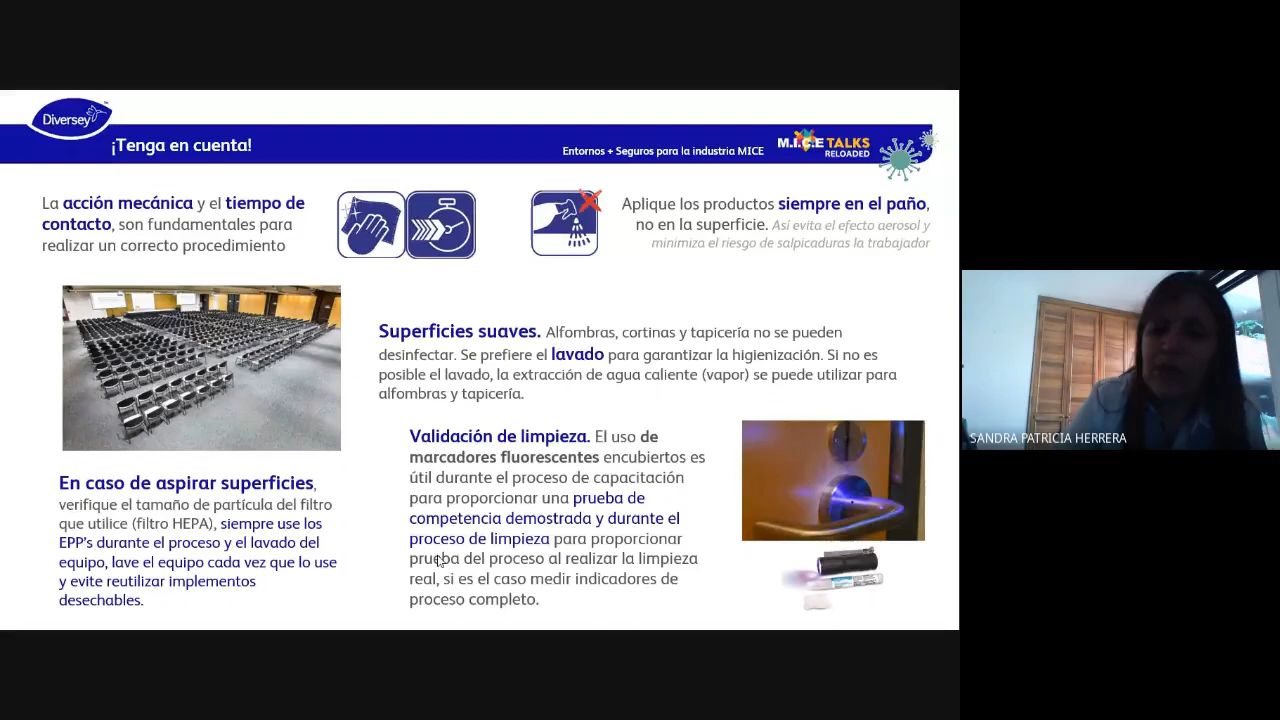 Diversey
¡Tenga en cuenta!
Entornos + Seguros para la industria MICE
M.I.C.E TALKS
RELOADED
La acción mecánica y el tiempo de
contacto, son fundamentales para
realizar un correcto procedimiento
Aplique los productos siempre en el paño,
no en la superficie. Así evita el efecto aerosol y
minimiza el riesgo de salpicaduras la trabajador
Superficies suaves. Alfombras, cortinas y tapicería no se pueden
desinfectar. Se prefiere el lavado para garantizar la higienización. Si no es
posible el lavado, la extracción de agua caliente (vapor) se puede utilizar para
alfombras y tapicería.
Validación de limpieza. El uso de
marcadores fluorescentes encubiertos es
útil durante el proceso de capacitación
para proporcionar una prueba de
competencia demostrada y durante el
proceso de limpieza para proporcionar
prueba del proceso al realizar la limpieza
real, si es el caso medir indicadores de
proceso completo.
En caso de aspirar superficies,
verifique el tamaño de partícula del filtro
que utilice (filtro HEPA), siempre use los
EPP's durante el proceso y el lavado del
equipo, lave el equipo cada vez que lo use
y evite reutilizar implementos
desechables.
SANDRA PATRICIA HERRERA